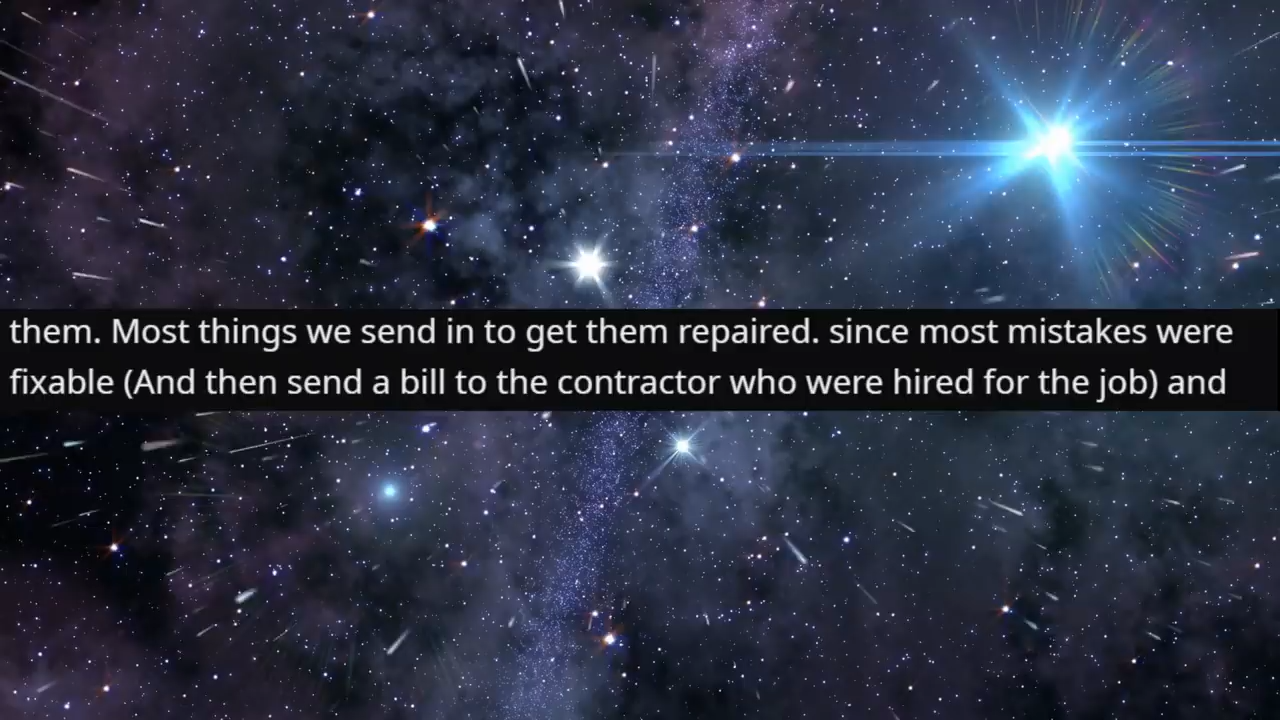 them. Most things we send in to get them repaired. since most mistakes were
fixable (And then send a bill to the contractor who were hired for the job) and